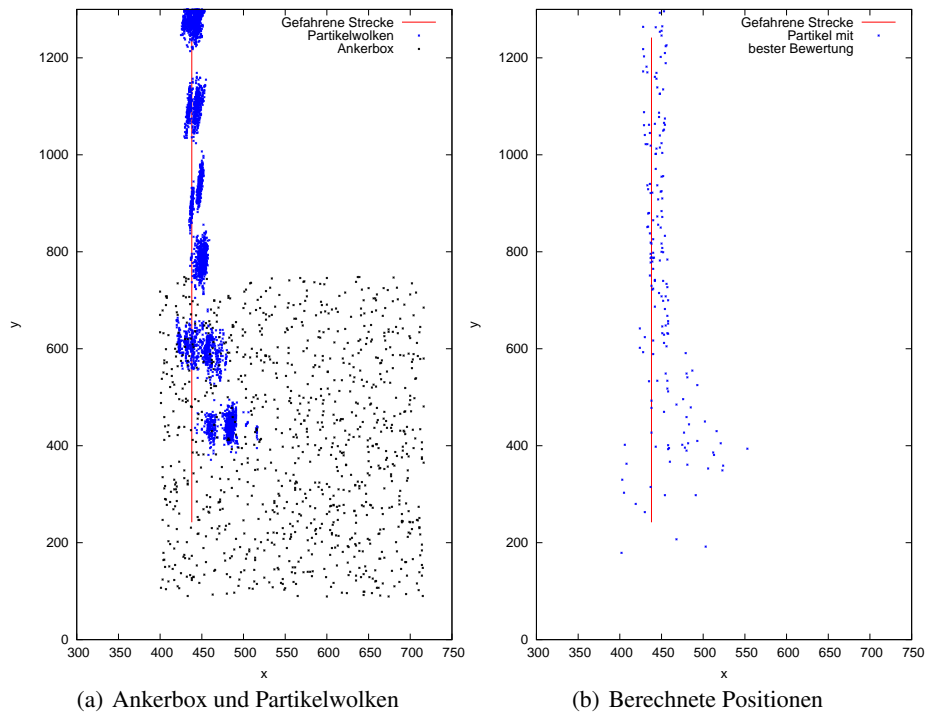 Gefahrene Strecke
Partikelwolken
Ankerbox
1200
1000
800
600
400
200
0
y
300 350 400 450 500 550 600 650 700 750
x
(a) Ankerbox und Partikelwolken
Gefahrene Strecke
Partikel mit
bester Bewertung
1200
1000
800
600
400
200
0
y
300 350 400 450 500 550 600 650 700 750
x
(b) Berechnete Positionen